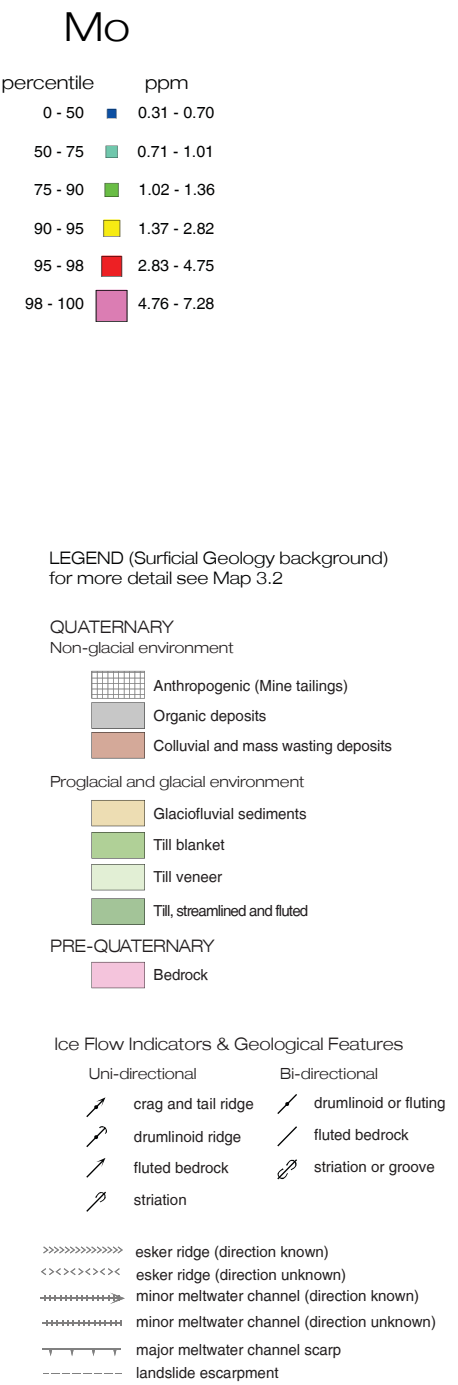 Mo
percentile ppm
0 - 50 0.31 - 0.70
50 - 75 0.71 - 1.01
75 - 90 1.02 - 1.36
90 - 95 1.37 - 2.82
95 - 98 2.83 - 4.75
98 - 100 4.76 - 7.28
LEGEND (Surficial Geology background)
for more detail see Map 3.2
QUATERNARY
Non-glacial environment
Anthropogenic (Mine tailings)
Organic deposits
Colluvial and mass wasting deposits
Proglacial and glacial environment
Glaciofluvial sediments
Till blanket
Till veneer
Till, streamlined and fluted
PRE-QUATERNARY
Bedrock
Ice Flow Indicators & Geological Features
Uni-directional Bi-directional
crag and tail ridge drumlinoid or fluting
drumlinoid ridge fluted bedrock
fluted bedrock striation or groove
striation
esker ridge (direction known)
esker ridge (direction unknown)
minor meltwater channel (direction known)
minor meltwater channel (direction unknown)
major meltwater channel scarp
landslide escarpment